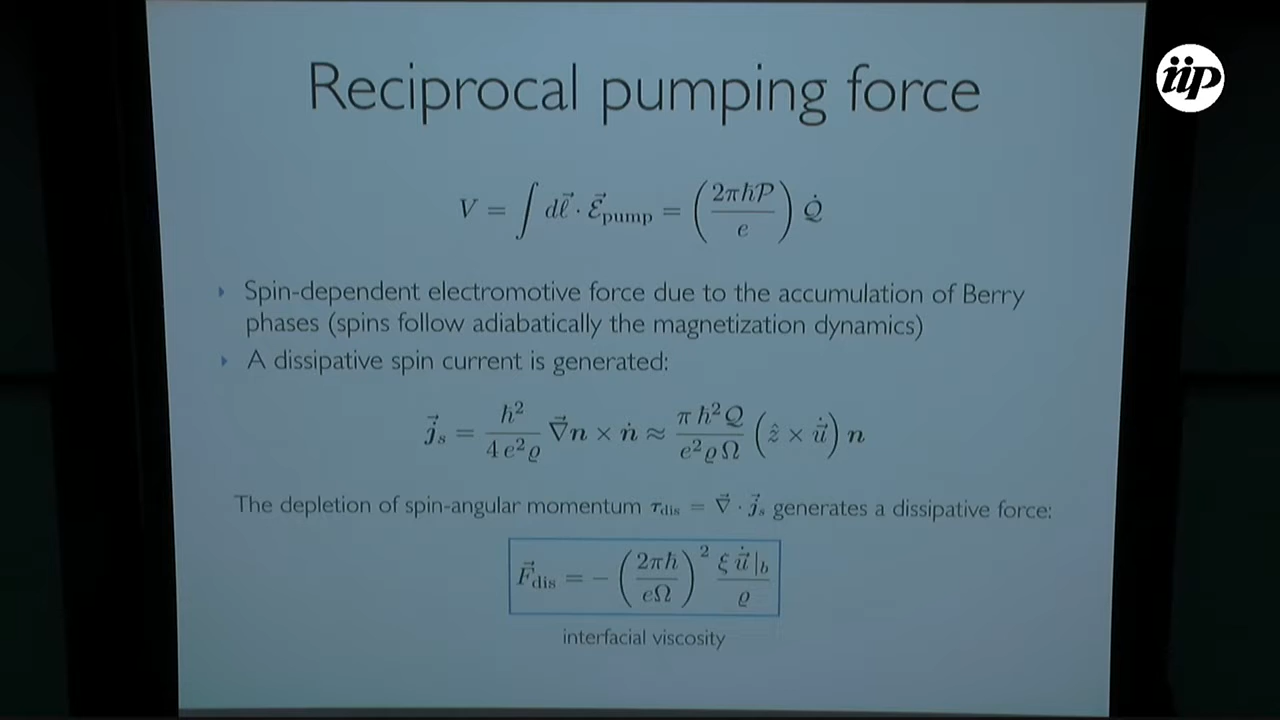 Reciprocal pumping force
iip
V = ∫ dℓ⃗ · ℰ⃗_pump = (2πℏ𝒫 / e) 𝒬̇
Spin-dependent electromotive force due to the accumulation of Berry
phases (spins follow adiabatically the magnetization dynamics)
A dissipative spin current is generated:
j⃗_s = ℏ² / 4e²ϱ ∇⃗n × ṅ ≈ πℏ²𝒬 / e²ϱΩ (ẑ × u⃗̇) n
The depletion of spin-angular momentum τ_dis = ∇⃗ · j⃗_s generates a dissipative force:
F⃗_dis = − (2πℏ / eΩ)² ξ u⃗̇|_b / ϱ
interfacial viscosity